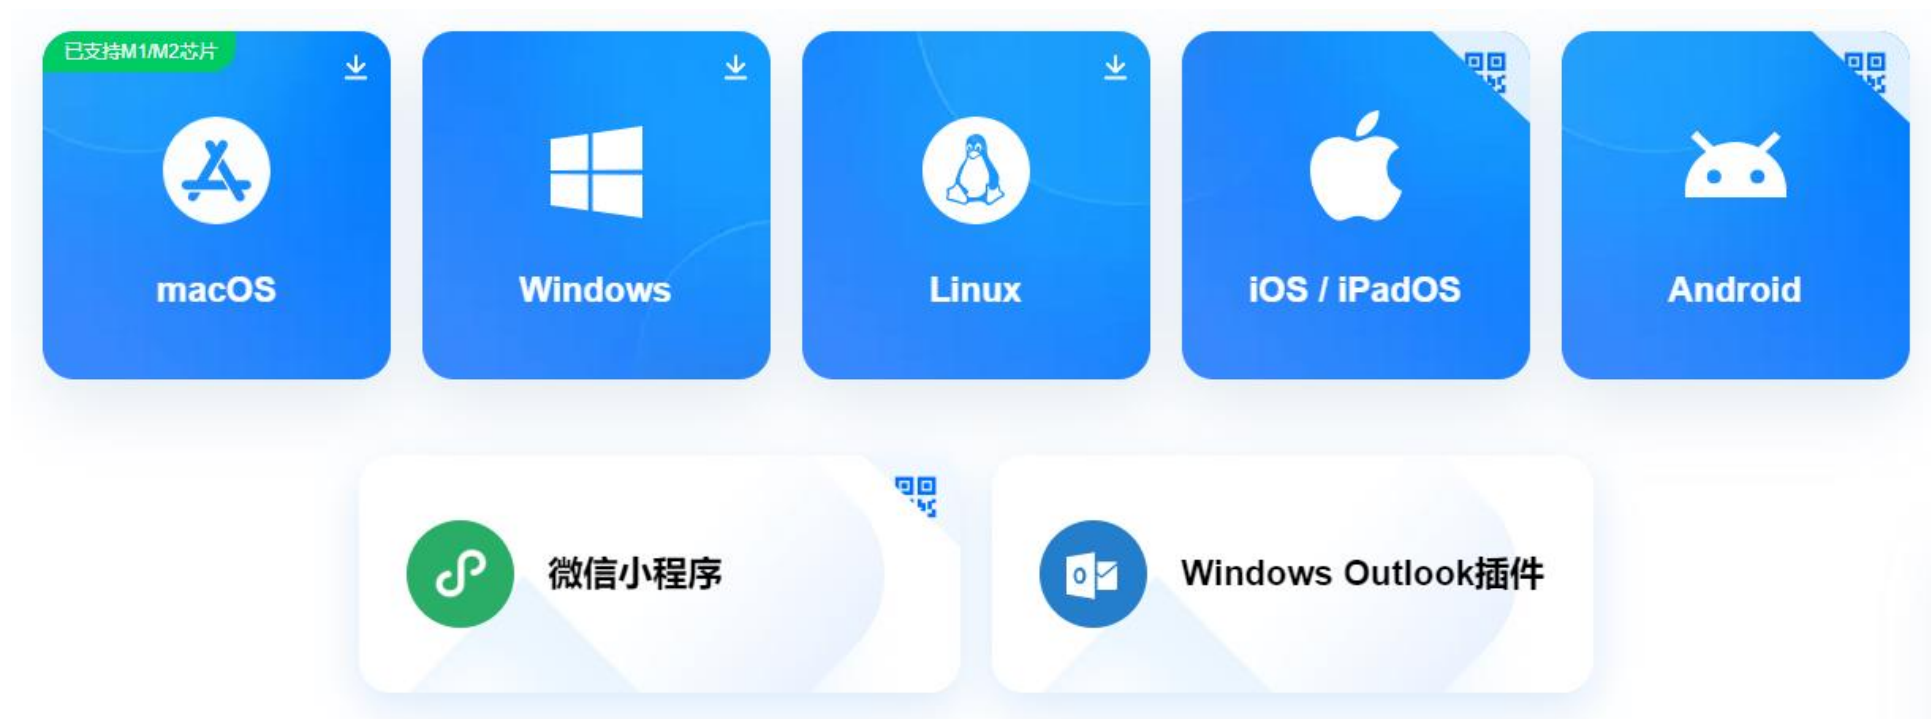 已支持M1/M2芯片
macOS
Windows
Linux
iOS / iPadOS
Android
微信小程序
Windows Outlook插件